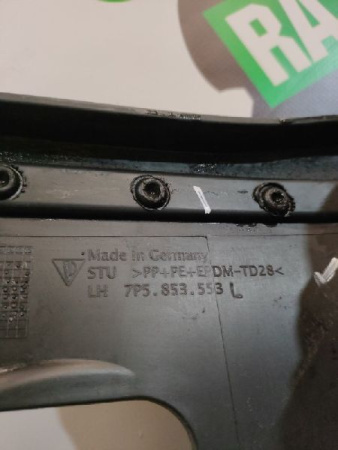 RA
Made in Germany
STU >PP+PE+EPDM-TD28<
LH 7P5.853.553 L